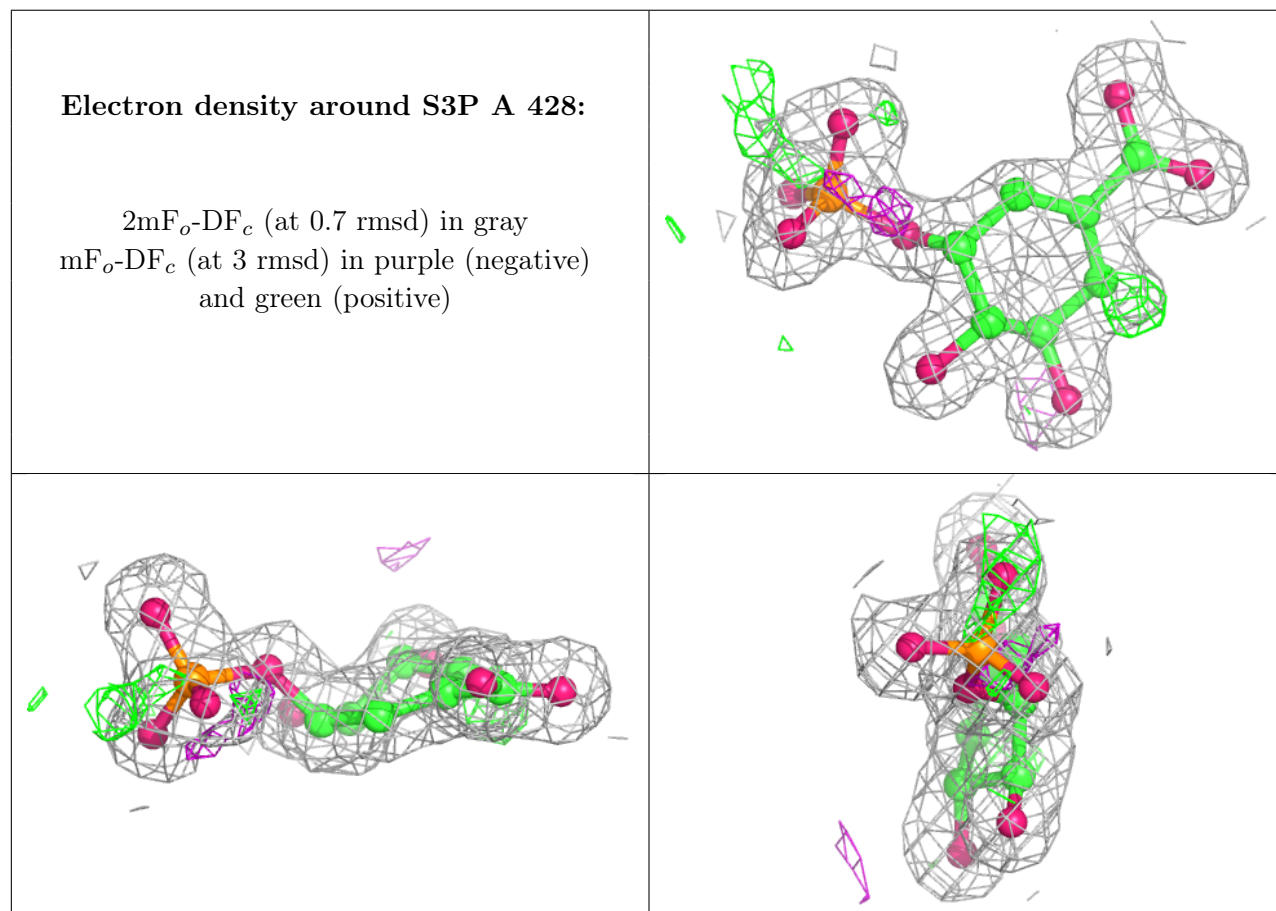 Electron density around S3P A 428:
2mFo-DFc (at 0.7 rmsd) in gray
mFo-DFc (at 3 rmsd) in purple (negative)
and green (positive)